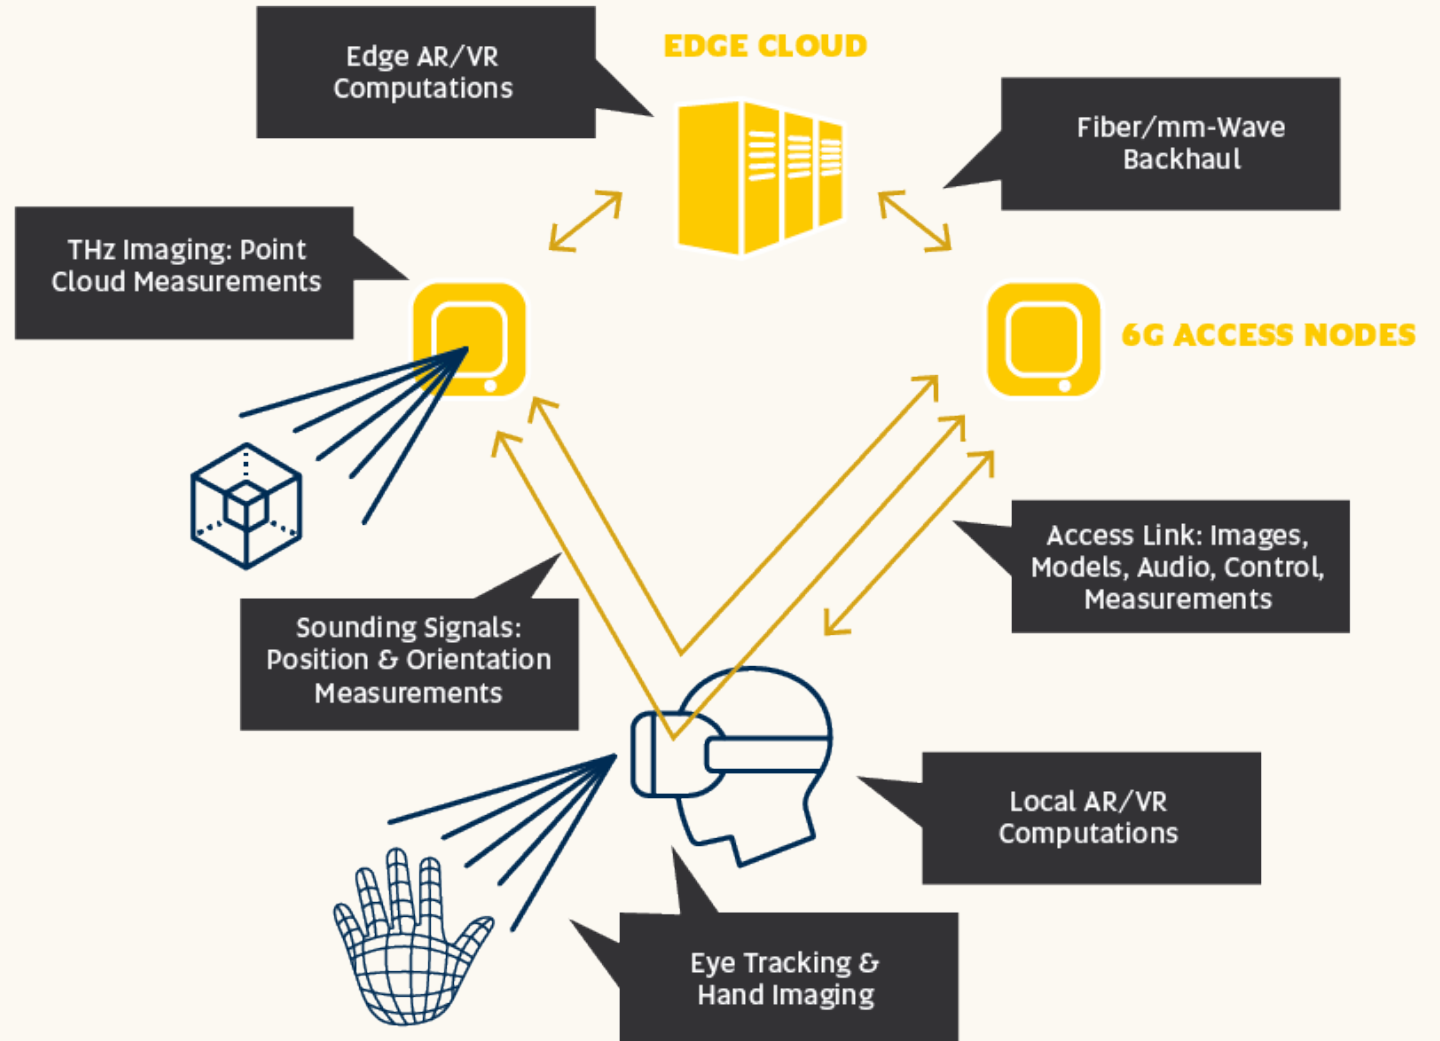 Edge AR/VR
Computations
EDGE CLOUD
Fiber/mm-Wave
Backhaul
THz Imaging: Point
Cloud Measurements
6G ACCESS NODES
Access Link: Images,
Models, Audio, Control,
Measurements
Sounding Signals:
Position & Orientation
Measurements
Local AR/VR
Computations
Eye Tracking &
Hand Imaging